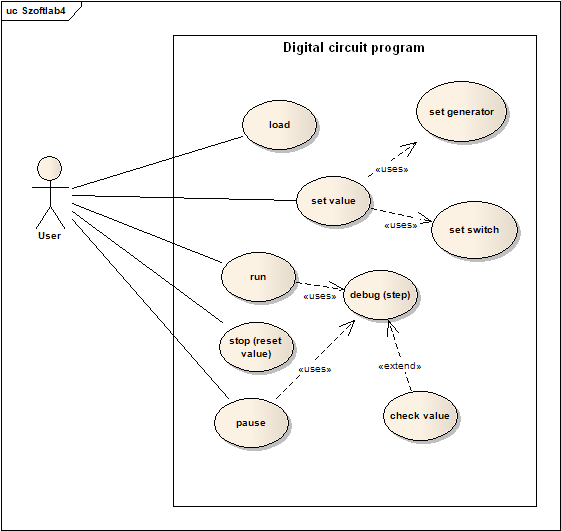 uc Szoftlab4
Digital circuit program
set generator
load
«uses»
User
set value
«uses»
set switch
run
«uses»
debug (step)
stop (reset
value)
«uses»
«extend»
pause
check value